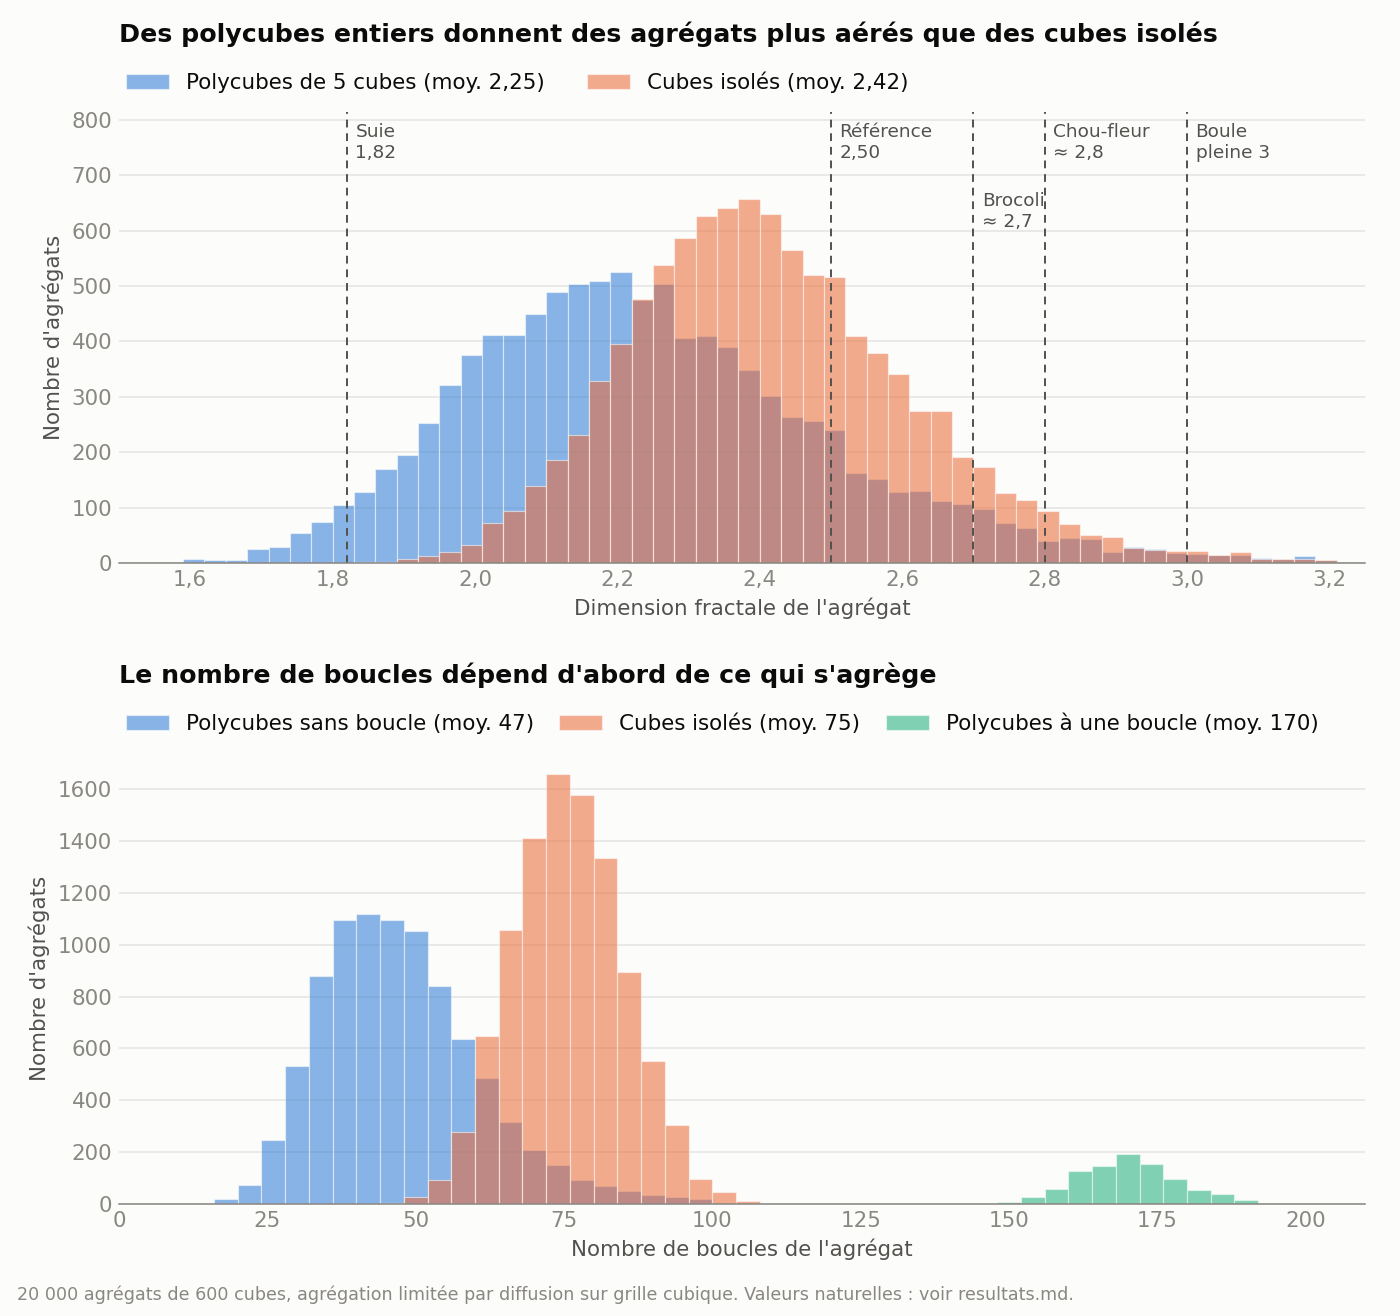 Des polycubes entiers donnent des agrégats plus aérés que des cubes isolés
Polycubes de 5 cubes (moy. 2,25)
Cubes isolés (moy. 2,42)
800
700
600
500
400
300
200
100
0
Nombre d'agrégats
Suie
1,82
Référence
2,50
Brocoli
≈ 2,7
Chou-fleur
≈ 2,8
Boule
pleine 3
1,6
1,8
2,0
2,2
2,4
2,6
2,8
3,0
3,2
Dimension fractale de l'agrégat
Le nombre de boucles dépend d'abord de ce qui s'agrège
Polycubes sans boucle (moy. 47)
Cubes isolés (moy. 75)
Polycubes à une boucle (moy. 170)
1600
1400
1200
1000
800
600
400
200
0
Nombre d'agrégats
0
25
50
75
100
125
150
175
200
Nombre de boucles de l'agrégat
20 000 agrégats de 600 cubes, agrégation limitée par diffusion sur grille cubique. Valeurs naturelles : voir resultats.md.